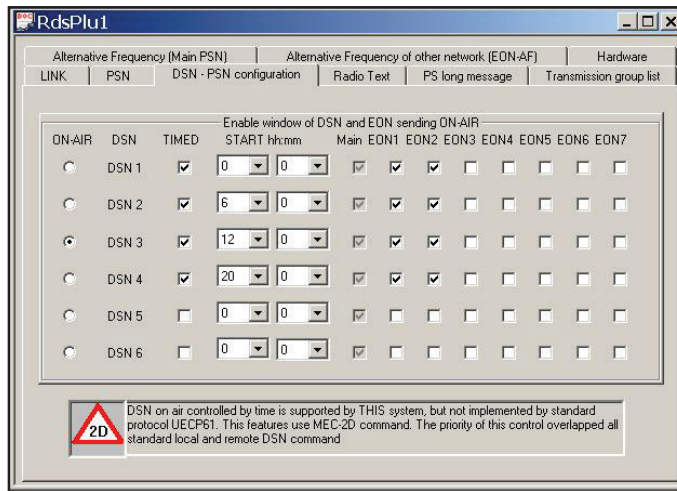 RdsPlu1
Alternative Frequency (Main PSN) Alternative Frequency of other network (EON-AF) Hardware
LINK PSN DSN - PSN configuration Radio Text PS long message Transmission group list
Enable window of DSN and EON sending ON-AIR
ON-AIR DSN TIMED START hh:mm Main EON1 EON2 EON3 EON4 EON5 EON6 EON7
DSN 1 0 0
DSN 2 6 0
DSN 3 12 0
DSN 4 20 0
DSN 5 0 0
DSN 6 0 0
DSN on air controlled by time is supported by THIS system, but not implemented by standard
2D protocol UECP61. This features use MEC-2D command. The priority of this control overlapped all
standard local and remote DSN command